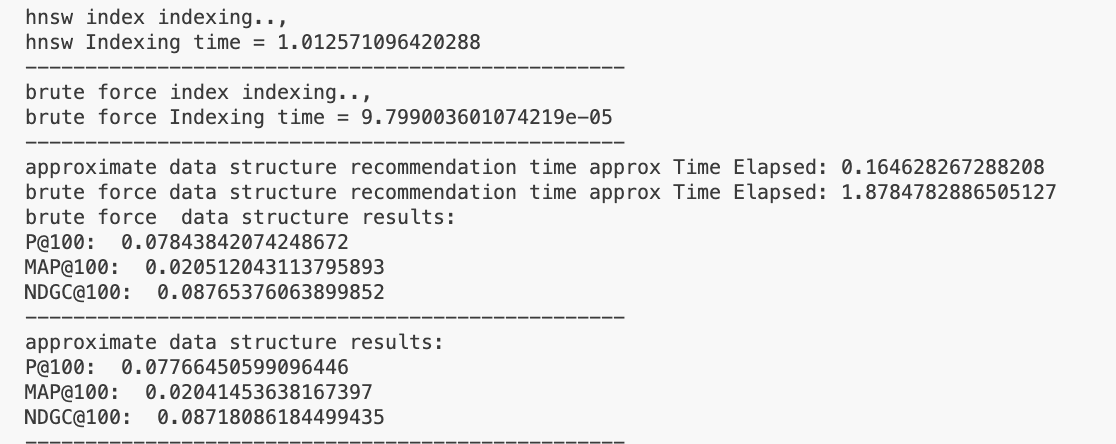 hnsw index indexing..,
hnsw Indexing time = 1.012571096420288
--------------------------------------------------
brute force index indexing..,
brute force Indexing time = 9.799003601074219e-05
--------------------------------------------------
approximate data structure recommendation time approx Time Elapsed: 0.164628267288208
brute force data structure recommendation time approx Time Elapsed: 1.8784782886505127
brute force  data structure results:
P@100:  0.07843842074248672
MAP@100:  0.020512043113795893
NDGC@100:  0.08765376063899852
--------------------------------------------------
approximate data structure results:
P@100:  0.07766450599096446
MAP@100:  0.02041453638167397
NDGC@100:  0.08718086184499435
--------------------------------------------------